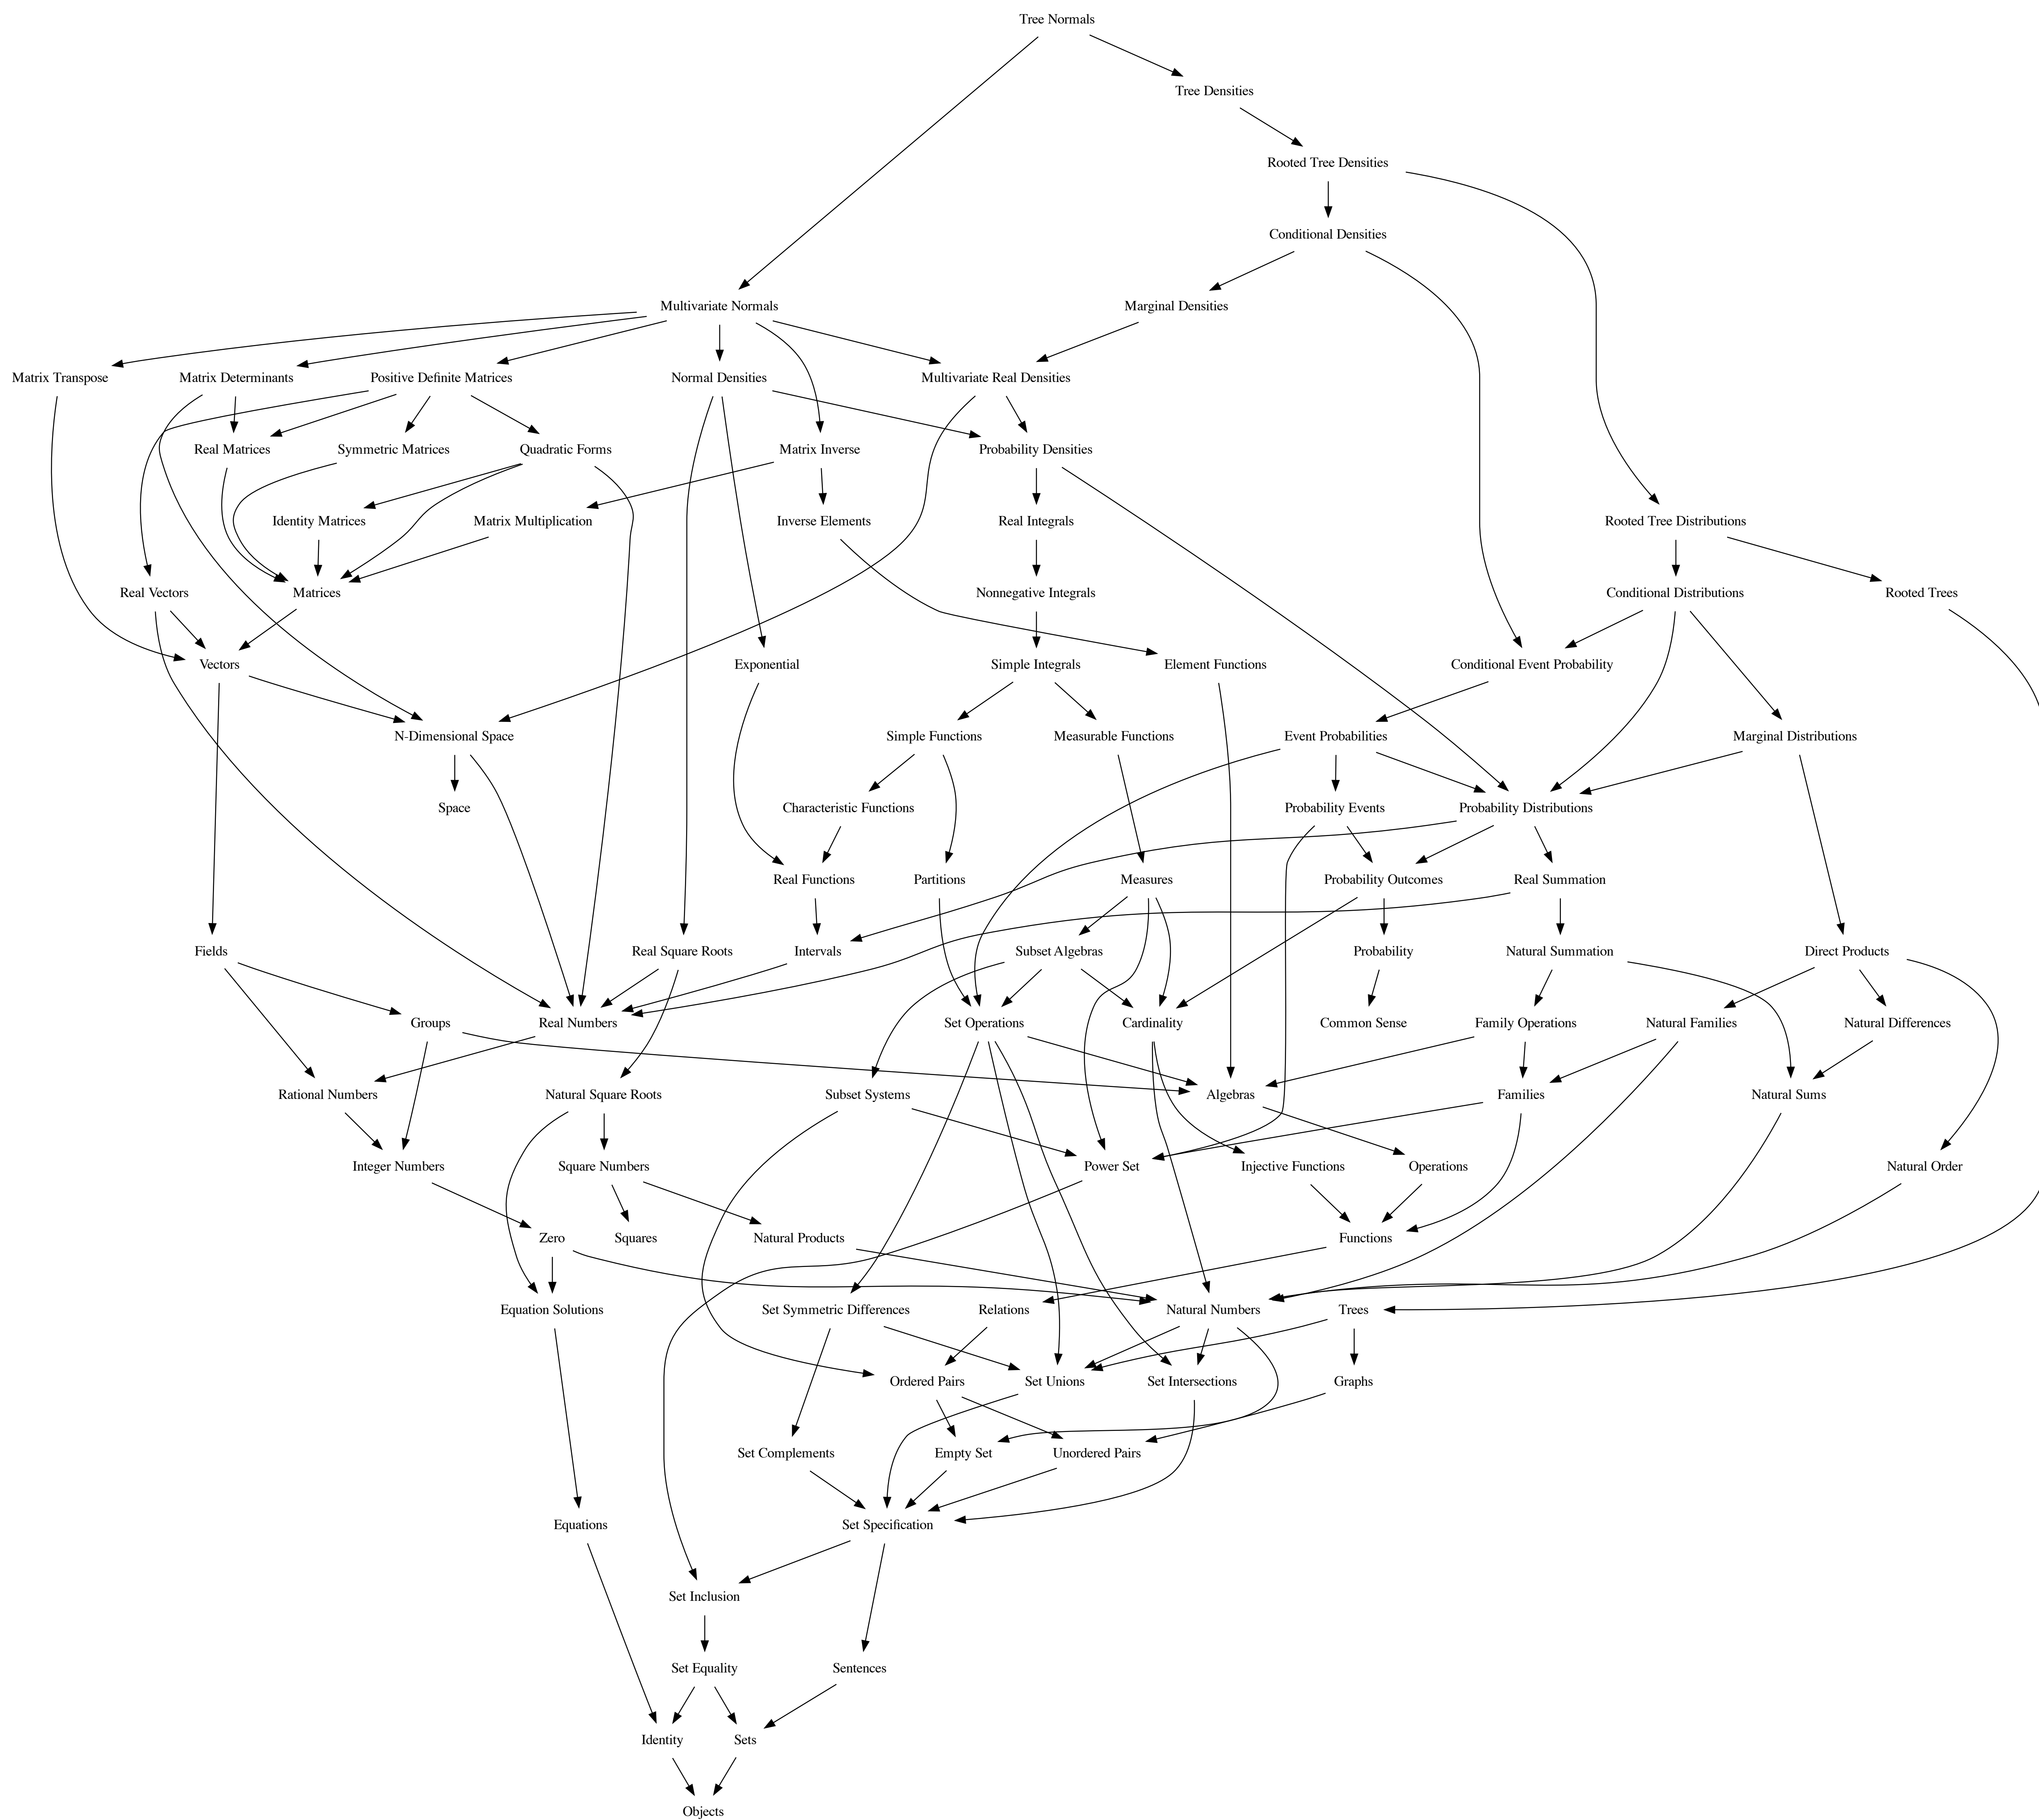 Tree Normals
Tree Densities
Rooted Tree Densities
Conditional Densities
Multivariate Normals
Marginal Densities
Matrix Transpose
Matrix Determinants
Positive Definite Matrices
Normal Densities
Multivariate Real Densities
Real Matrices
Symmetric Matrices
Quadratic Forms
Matrix Inverse
Probability Densities
Identity Matrices
Matrix Multiplication
Inverse Elements
Real Integrals
Rooted Tree Distributions
Real Vectors
Matrices
Nonnegative Integrals
Conditional Distributions
Rooted Trees
Vectors
Exponential
Simple Integrals
Element Functions
Conditional Event Probability
N-Dimensional Space
Simple Functions
Measurable Functions
Event Probabilities
Marginal Distributions
Space
Characteristic Functions
Probability Events
Probability Distributions
Real Functions
Partitions
Measures
Probability Outcomes
Real Summation
Fields
Real Square Roots
Intervals
Subset Algebras
Probability
Natural Summation
Direct Products
Groups
Real Numbers
Set Operations
Cardinality
Common Sense
Family Operations
Natural Families
Natural Differences
Rational Numbers
Natural Square Roots
Subset Systems
Algebras
Families
Natural Sums
Integer Numbers
Square Numbers
Power Set
Injective Functions
Operations
Natural Order
Zero
Squares
Natural Products
Functions
Equation Solutions
Set Symmetric Differences
Relations
Natural Numbers
Trees
Ordered Pairs
Set Unions
Set Intersections
Graphs
Set Complements
Empty Set
Unordered Pairs
Equations
Set Specification
Set Inclusion
Set Equality
Sentences
Identity
Sets
Objects